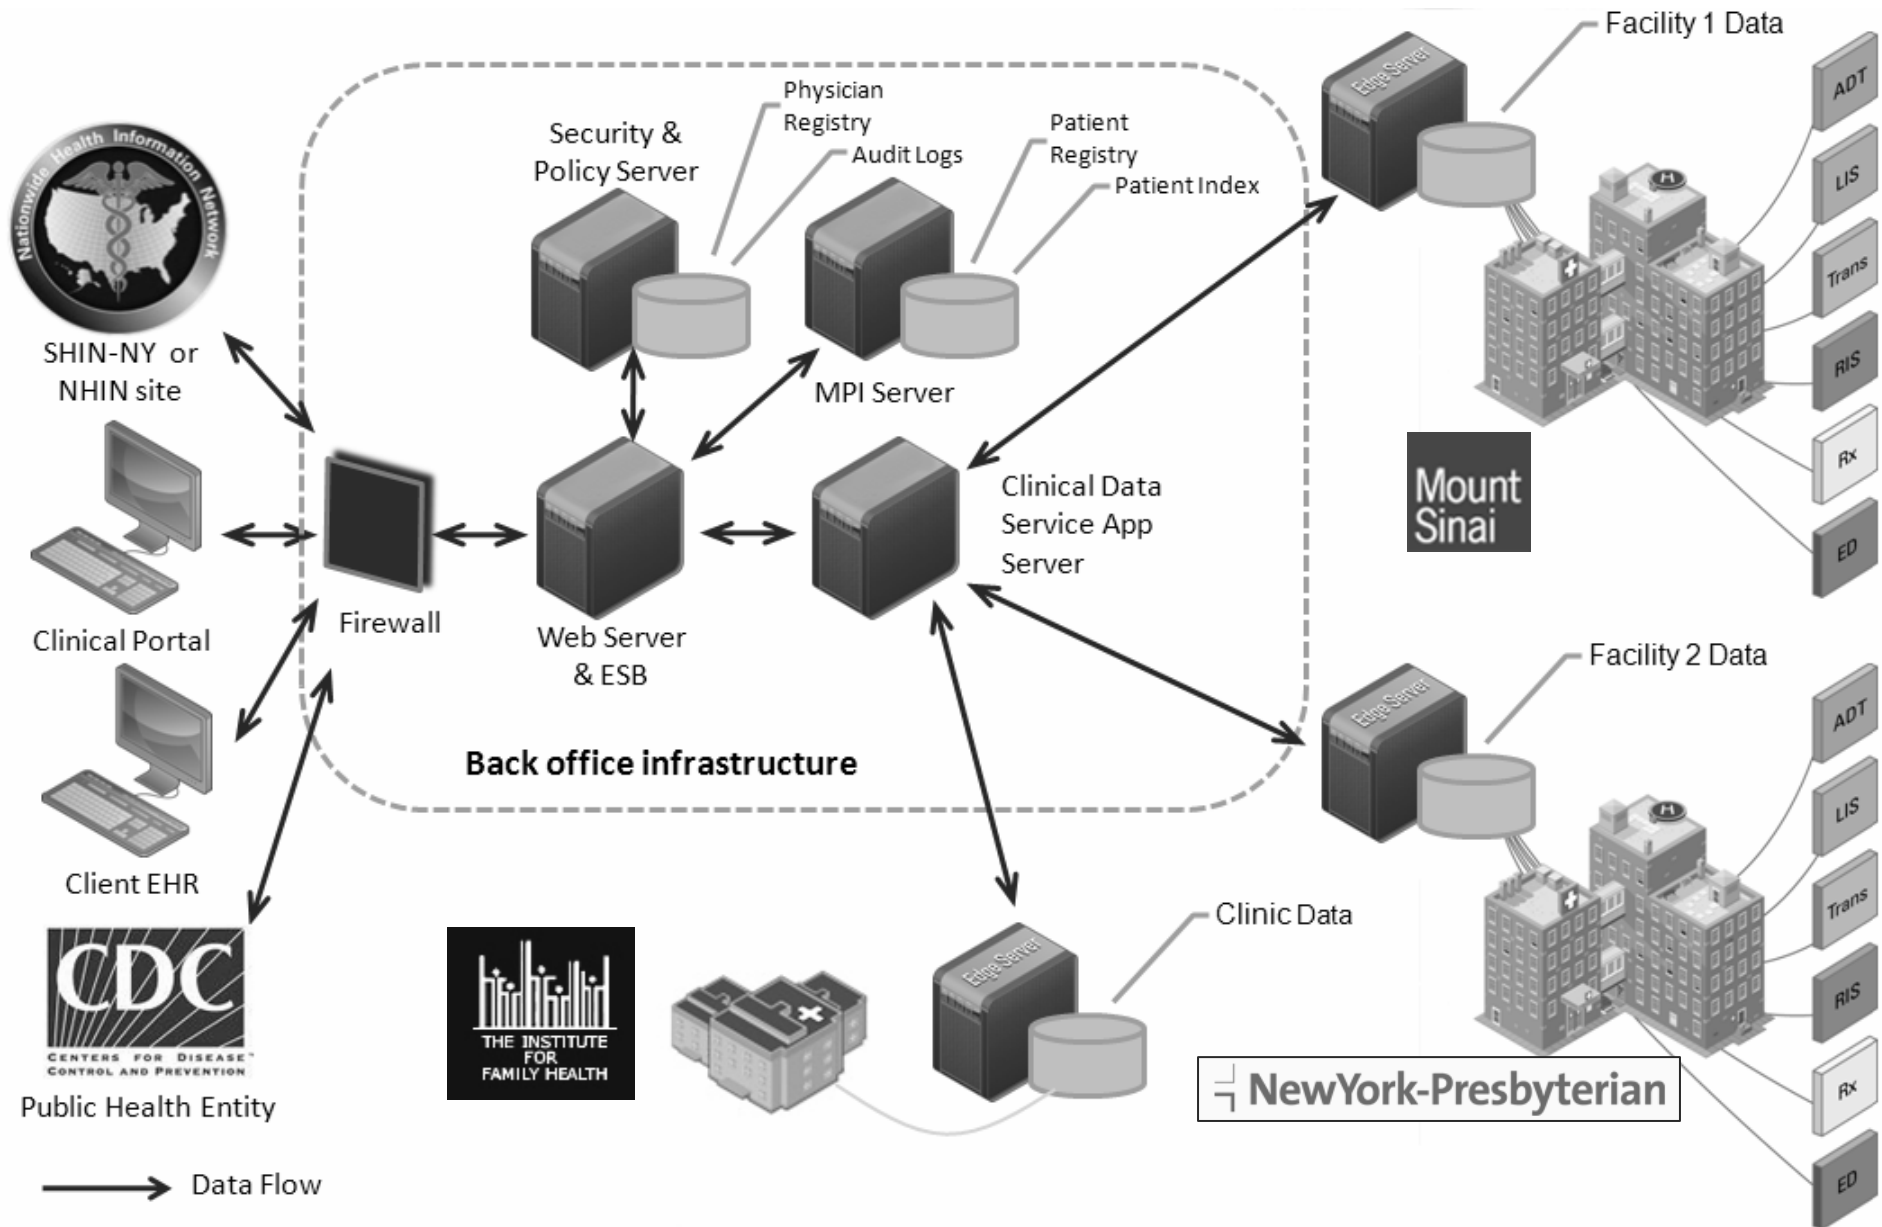 Facility 1 Data
Physician
Registry
Security &
Policy Server
Audit Logs
Patient
Registry
Patient Index
Edge Server
ADT
LIS
Trans
RIS
Rx
ED
Nationwide Health Information Network
SHIN-NY or
NHIN site
MPI Server
Mount
Sinai
Clinical Data
Service App
Server
Firewall
Clinical Portal
Web Server
& ESB
Facility 2 Data
Edge Server
ADT
LIS
Trans
RIS
Rx
ED
Back office infrastructure
Client EHR
CDC
CENTERS FOR DISEASE™
CONTROL AND PREVENTION
Public Health Entity
THE INSTITUTE
FOR
FAMILY HEALTH
Edge Server
Clinic Data
NewYork-Presbyterian
Data Flow
H
H